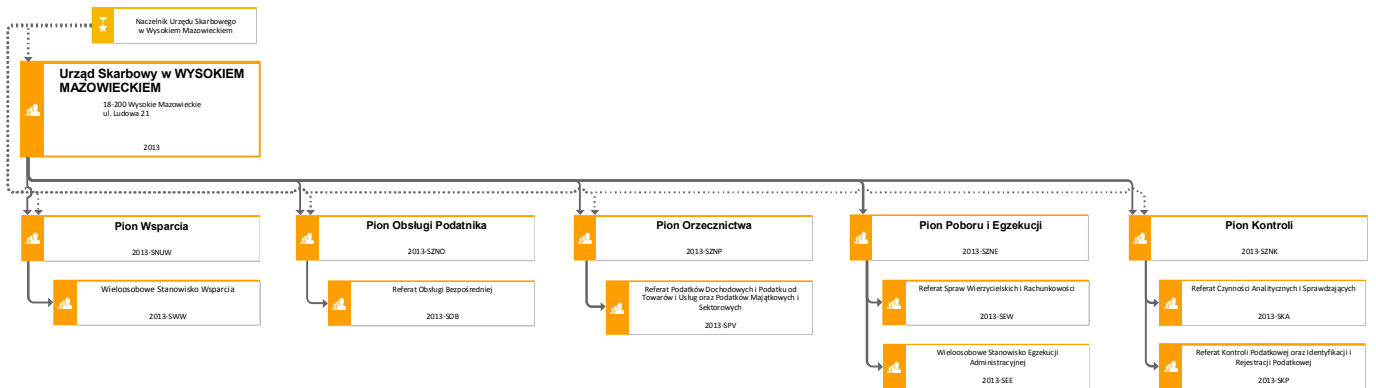 Naczelnik Urzędu Skarbowego
w Wysokiem Mazowieckiem
Urząd Skarbowy w WYSOKIEM
MAZOWIECKIEM
18-200 Wysokie Mazowieckie
ul. Ludowa 21
2013
Pion Wsparcia
2013-SNUW
Wieloosobowe Stanowisko Wsparcia
2013-SWW
Pion Obsługi Podatnika
2013-SZNO
Referat Obsługi Bezpośredniej
2013-SOB
Pion Orzecznictwa
2013-SZNP
Referat Podatków Dochodowych i Podatku od
Towarów i Usług oraz Podatków Majątkowych i
Sektorowych
2013-SPV
Pion Poboru i Egzekucji
2013-SZNE
Referat Spraw Wierzycielskich i Rachunkowości
2013-SEW
Wieloosobowe Stanowisko Egzekucji
Administracyjnej
2013-SEE
Pion Kontroli
2013-SZNK
Referat Czynności Analitycznych i Sprawdzających
2013-SKA
Referat Kontroli Podatkowej oraz Identyfikacji i
Rejestracji Podatkowej
2013-SKP